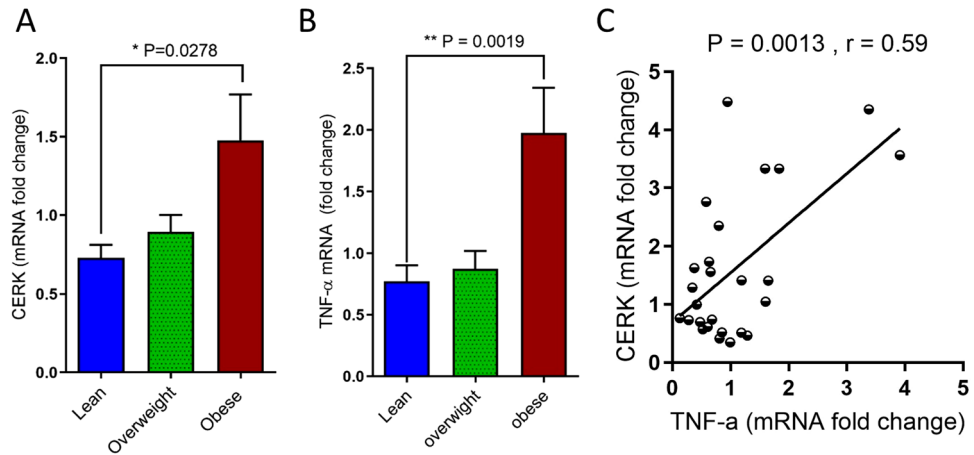 A
* P=0.0278
CERK (mRNA fold change)
2.0
1.5
1.0
0.5
0.0
Lean
Overweight
Obese
B
** P = 0.0019
TNF-α mRNA (fold change)
2.5
2.0
1.5
1.0
0.5
0.0
Lean
overwight
obese
C
P = 0.0013 , r = 0.59
CERK (mRNA fold change)
5
4
3
2
1
0
0 1 2 3 4 5
TNF-a (mRNA fold change)